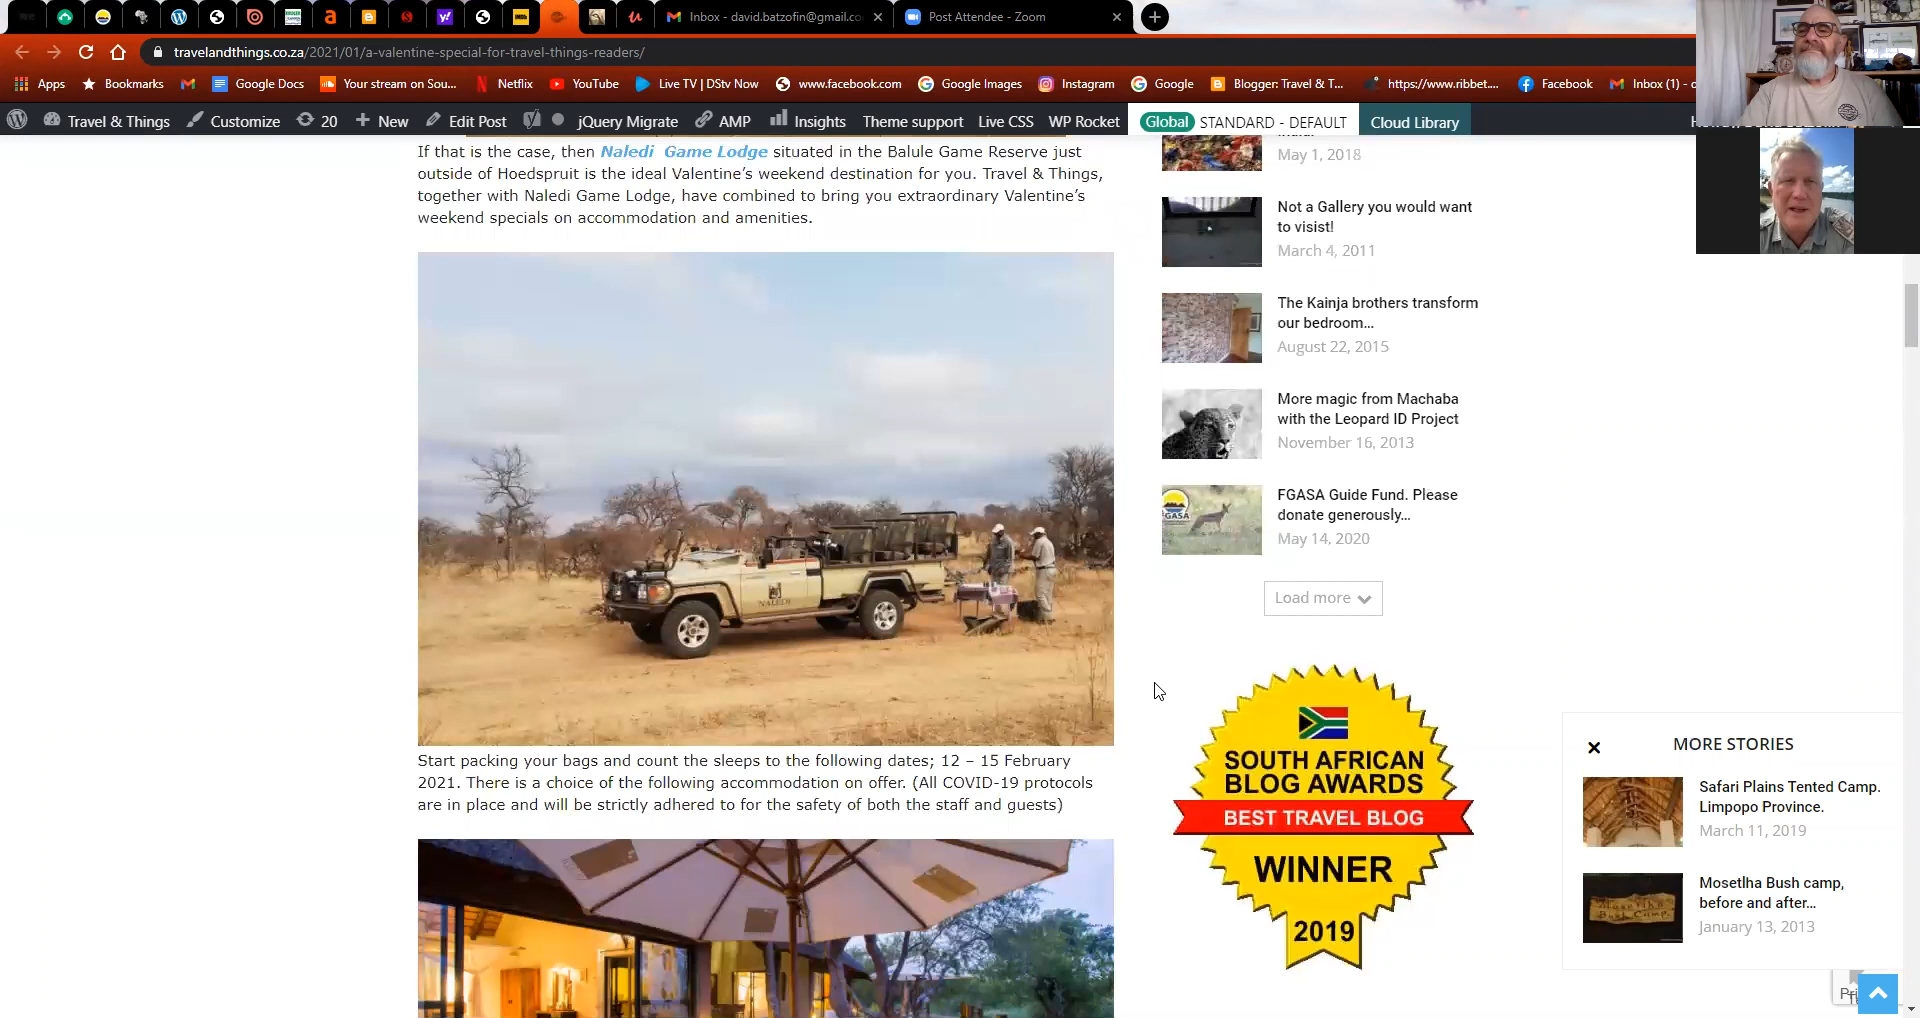 Inbox - david.batzofin@gmail.co
Post Attendee - Zoom
travelandthings.co.za/2021/01/a-valentine-special-for-travel-things-readers/
Apps
Bookmarks
Google Docs
Your stream on Sou...
Netflix
YouTube
Live TV | DStv Now
www.facebook.com
Google Images
Instagram
Google
Blogger: Travel & T...
https://www.ribbet....
Facebook
Inbox (1) -
Travel & Things
Customize
20
New
Edit Post
jQuery Migrate
AMP
Insights
Theme support
Live CSS
WP Rocket
Global STANDARD - DEFAULT
Cloud Library
If that is the case, then Naledi Game Lodge situated in the Balule Game Reserve just
outside of Hoedspruit is the ideal Valentine's weekend destination for you. Travel & Things,
together with Naledi Game Lodge, have combined to bring you extraordinary Valentine's
weekend specials on accommodation and amenities.
NALEDI
Start packing your bags and count the sleeps to the following dates; 12 – 15 February
2021. There is a choice of the following accommodation on offer. (All COVID-19 protocols
are in place and will be strictly adhered to for the safety of both the staff and guests)
May 1, 2018
Not a Gallery you would want
to visist!
March 4, 2011
The Kainja brothers transform
our bedroom...
August 22, 2015
More magic from Machaba
with the Leopard ID Project
November 16, 2013
FGASA Guide Fund. Please
donate generously...
May 14, 2020
Load more
SOUTH AFRICAN
BLOG AWARDS
BEST TRAVEL BLOG
WINNER
2019
MORE STORIES
Safari Plains Tented Camp.
Limpopo Province.
March 11, 2019
Mosetlha Bush camp,
before and after...
January 13, 2013